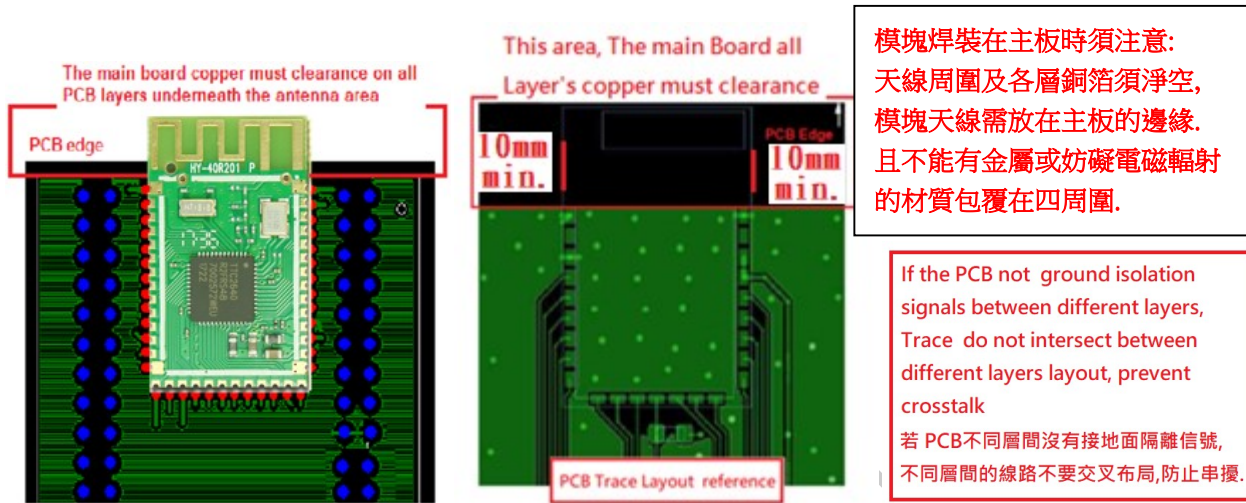 The main board copper must clearance on all
PCB layers underneath the antenna area
PCB edge
HY-40R201 P
This area, The main Board all
Layer's copper must clearance
PCB Edge
10mm
min.
10mm
min.
PCB Trace Layout reference
模塊焊裝在主板時須注意:
天線周圍及各層銅箔須淨空,
模塊天線需放在主板的邊緣.
且不能有金屬或妨礙電磁輻射
的材質包覆在四周圍.
If the PCB not ground isolation
signals between different layers,
Trace do not intersect between
different layers layout, prevent
crosstalk
若 PCB不同層間沒有接地面隔離信號,
不同層間的線路不要交叉布局,防止串擾.